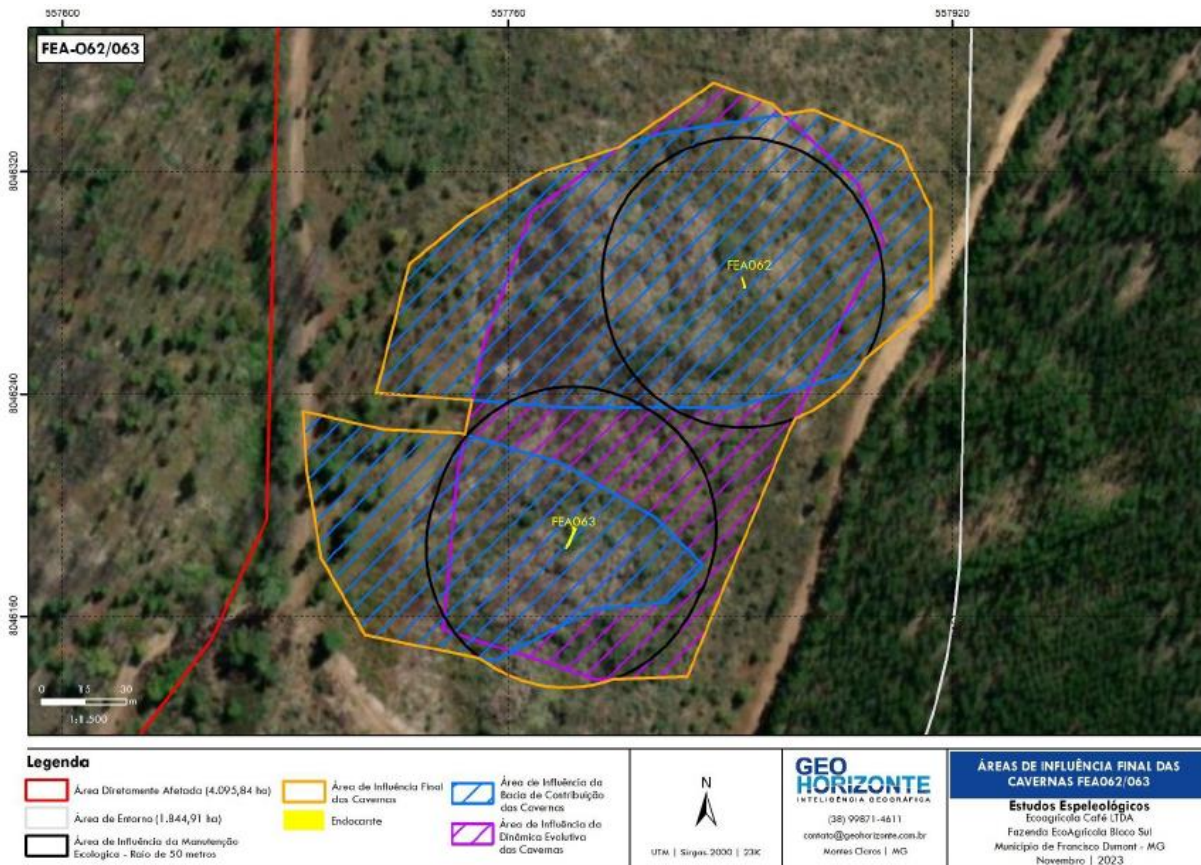 557600
557760
557920
FEA-062/063
8046320
8046240
8046160
FEA062
FEA063
0 15 30
m
1:1.500
Legenda
Área Diretamente Afetada (4.095,84 ha)
Área de Entorno (1.844,91 ha)
Área de Influência da Manutenção
Ecologica - Raio de 50 metros
Área de Influência Final
das Cavernas
Endocarste
Área de Influência da
Bacia de Contribuição
das Cavernas
Área de Influência da
Dinâmica Evolutiva
das Cavernas
N
UTM | Sirgas 2000 | 23K
GEO
HORIZONTE
INTELIGÊNCIA GEOGRÁFICA
(38) 99871-4611
contato@geohorizonte.com.br
Montes Claros | MG
ÁREAS DE INFLUÊNCIA FINAL DAS
CAVERNAS FEA062/063
Estudos Espeleológicos
Ecoagrícola Café LTDA
Fazenda EcoAgrícola Bloco Sul
Município de Francisco Dumont - MG
Novembro | 2023